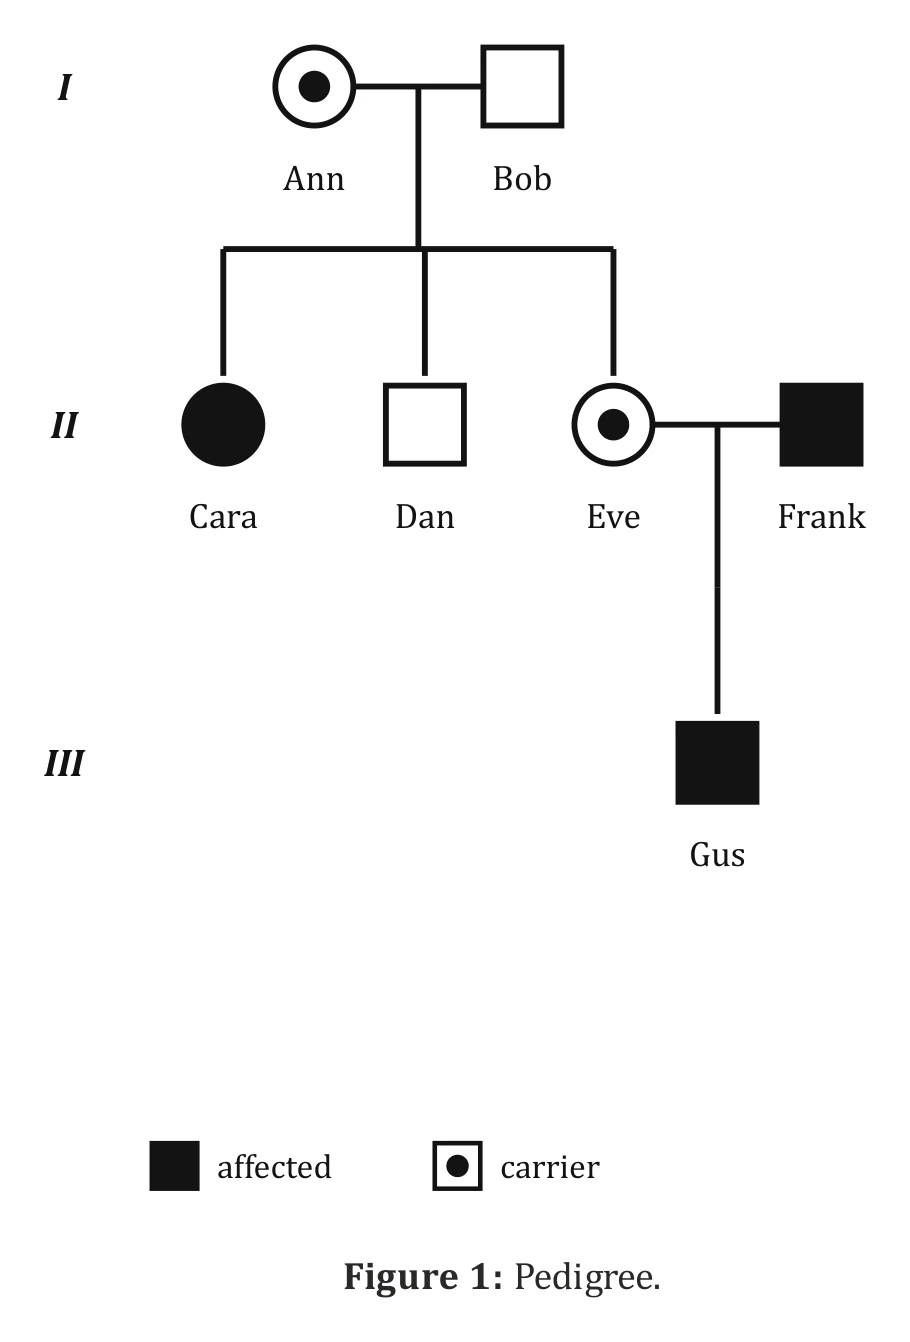 I
Ann Bob
II
Cara Dan Eve Frank
III
Gus
affected carrier
Figure 1: Pedigree.